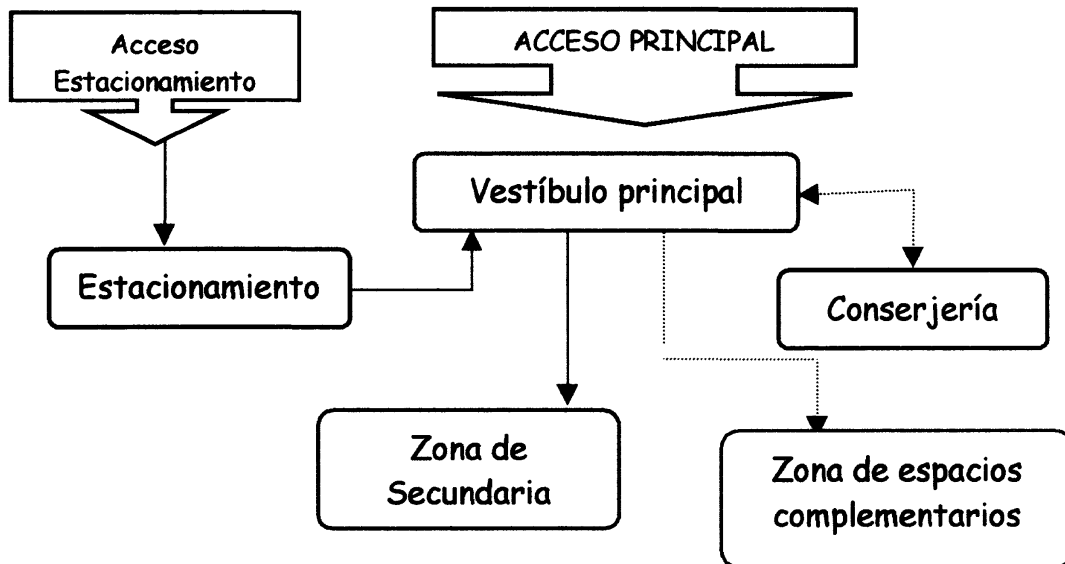 Acceso
Estacionamiento
ACCESO PRINCIPAL
Vestíbulo principal
Estacionamiento
Conserjería
Zona de
Secundaria
Zona de espacios
complementarios